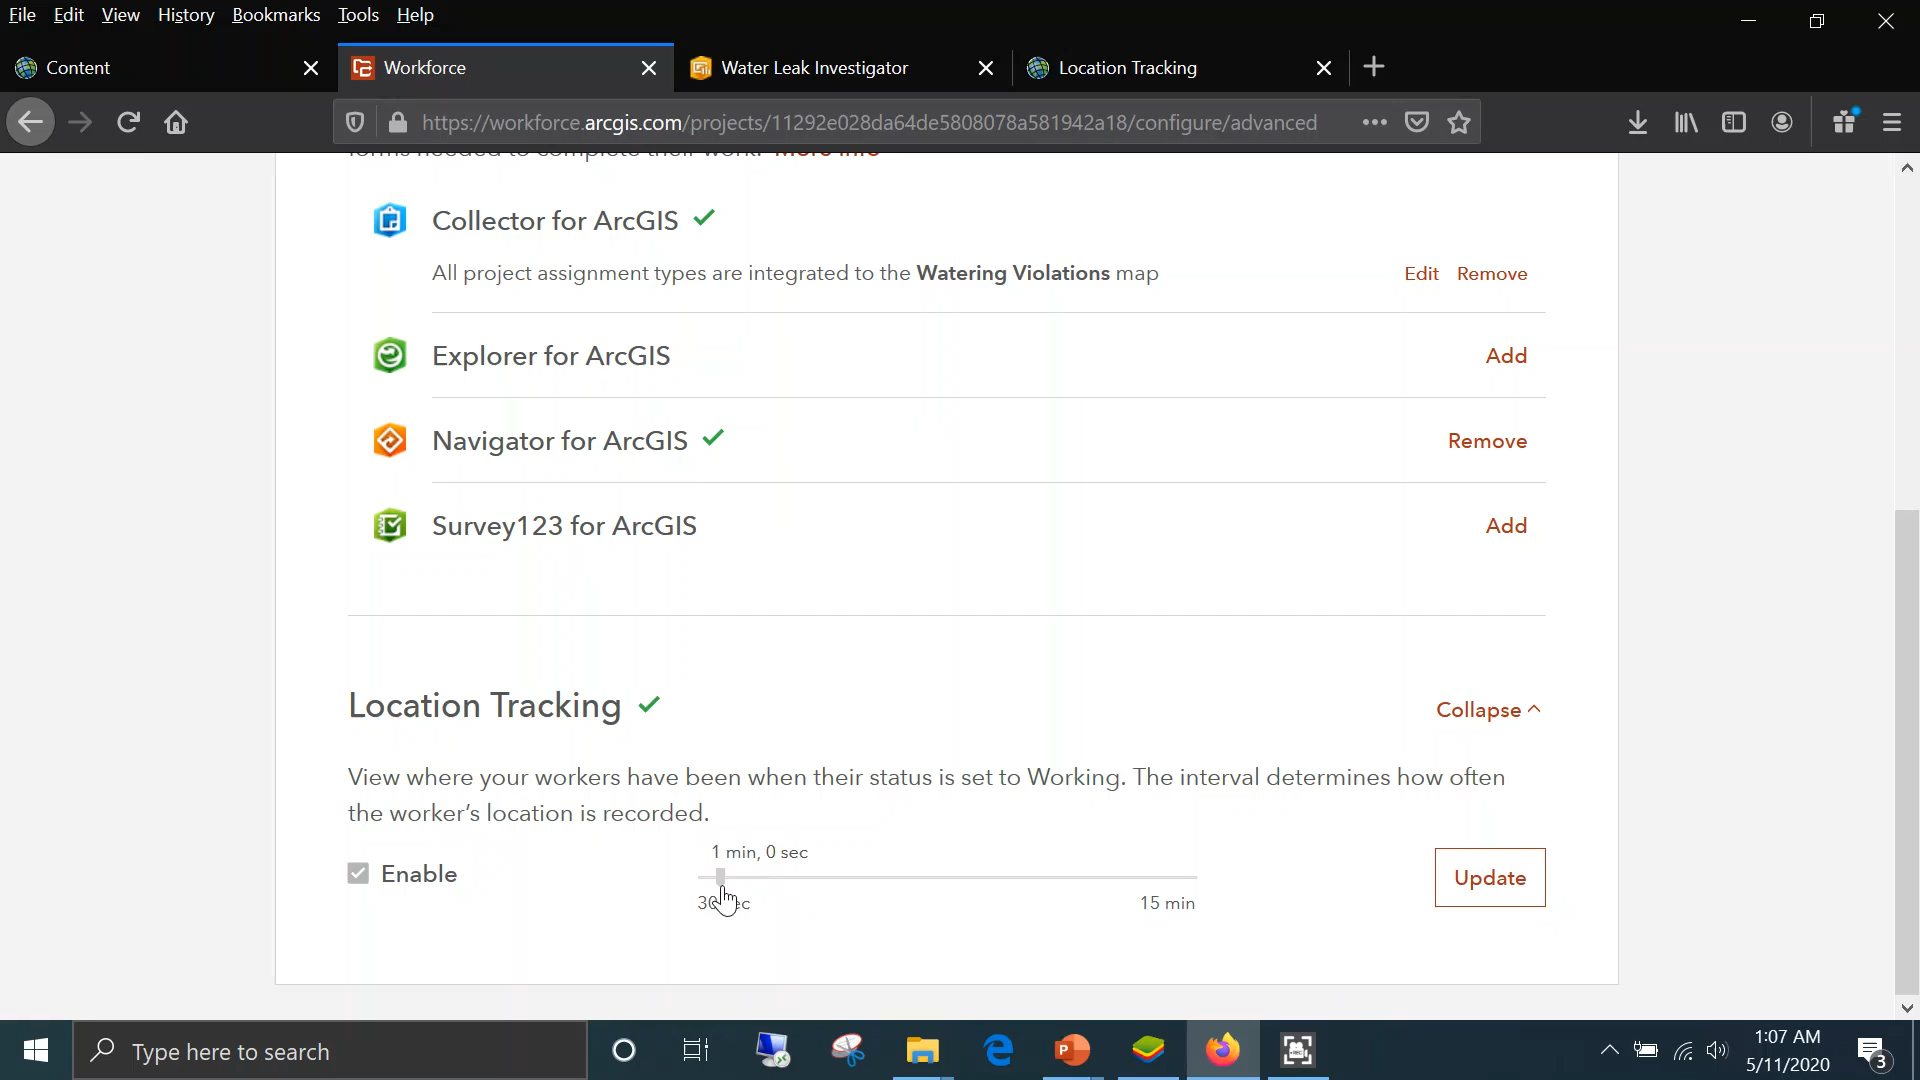 File Edit View History Bookmarks Tools Help
Content
Workforce
Water Leak Investigator
Location Tracking
https://workforce.arcgis.com/projects/11292e028da64de5808078a581942a18/configure/advanced
More info
Collector for ArcGIS
All project assignment types are integrated to the Watering Violations map
Edit Remove
Explorer for ArcGIS
Add
Navigator for ArcGIS
Remove
Survey123 for ArcGIS
Add
Location Tracking
Collapse
View where your workers have been when their status is set to Working. The interval determines how often
the worker's location is recorded.
1 min, 0 sec
Enable
Update
15 min
Type here to search
1:07 AM
5/11/2020
3